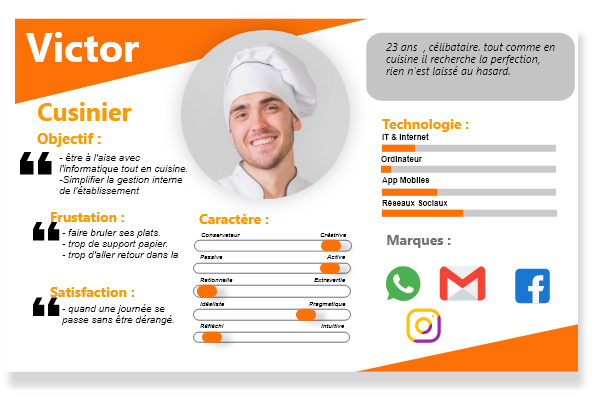 Victor
23 ans , célibataire. tout comme en
cuisine il recherche la perfection,
rien n'est laissé au hasard.
Cusinier
Objectif :
- être à l'aise avec
l'informatique tout en cuisine.
-Simplifier la gestion interne
de l'établissement
Frustation :
- faire bruler ses plats.
- trop de support papier.
- trop d'aller retour dans la
Satisfaction :
- quand une journée se
passe sans être dérangé.
Caractère :
Conservateur Créatrive
Passive Active
Rationnelle Extravertie
Idéaliste Pragmatique
Réfléchi Intuitive
Technologie :
IT & Internet
Ordinateur
App Mobiles
Réseaux Sociaux
Marques :